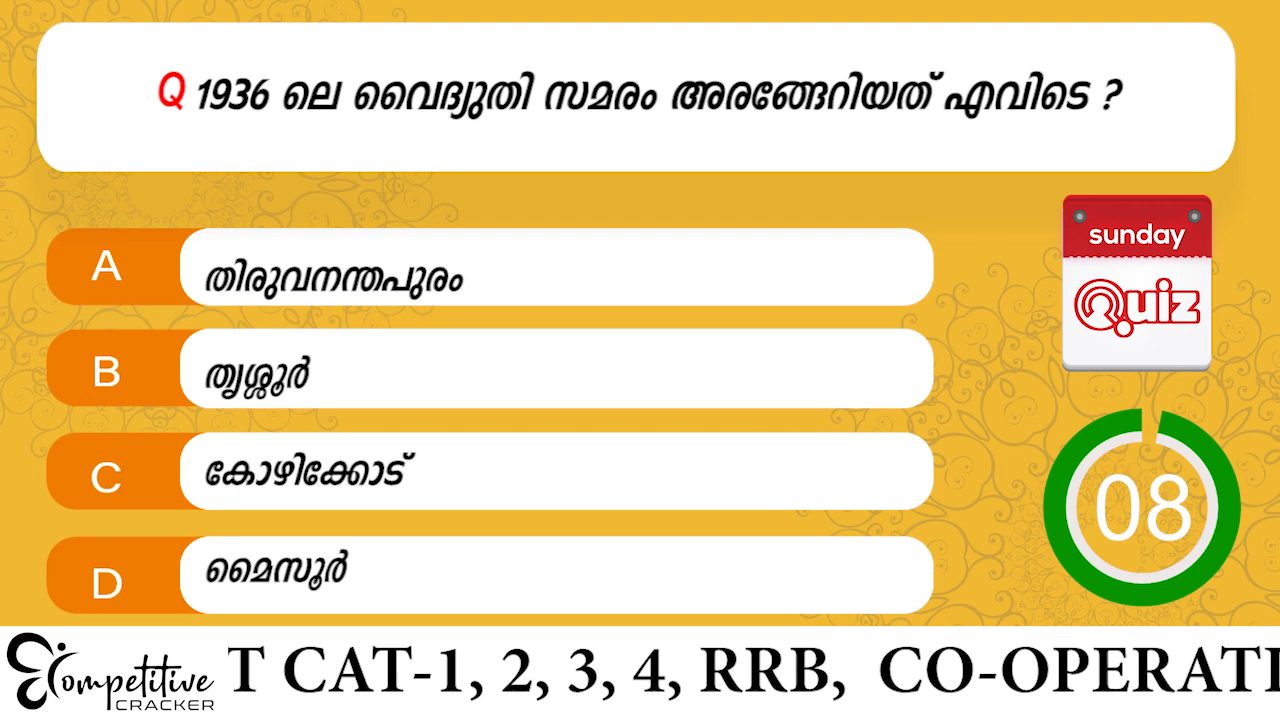 Q 1936 ലെ വൈദ്യുതി സമരം അരങ്ങേറിയത് എവിടെ ?
A തിരുവനന്തപുരം
B തൃശ്ശൂർ
C കോഴിക്കോട്
D മൈസൂർ
sunday
Quiz
08
Competitive
CRACKER
T CAT-1, 2, 3, 4, RRB, CO-OPERATI